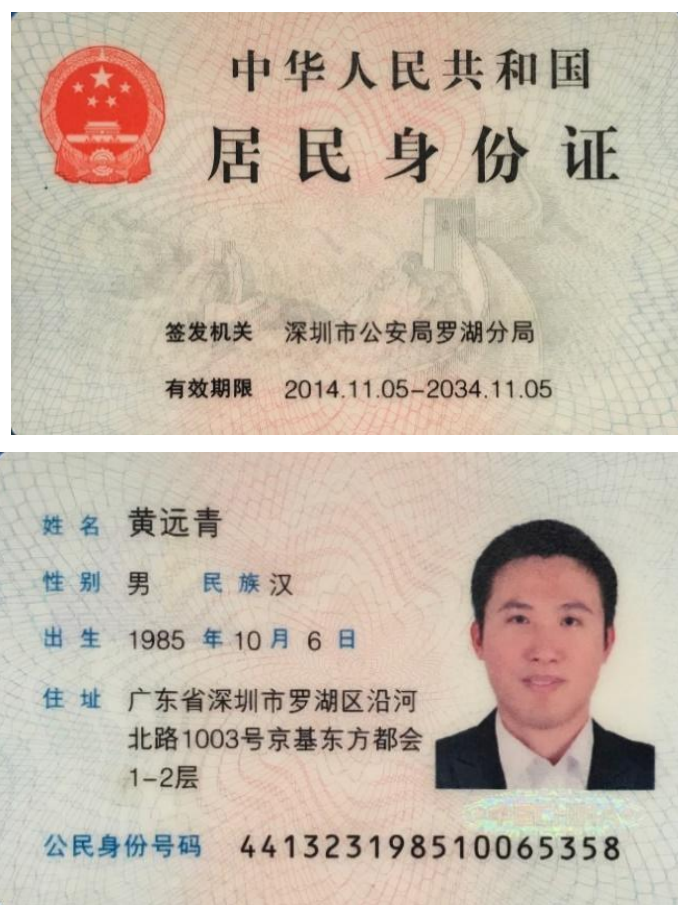 中华人民共和国
居民身份证
签发机关 深圳市公安局罗湖分局
有效期限 2014.11.05-2034.11.05
姓名 黄远青
性别 男 民族 汉
出生 1985 年 10 月 6 日
住址 广东省深圳市罗湖区沿河
北路1003号京基东方都会
1-2层
公民身份号码 441323198510065358